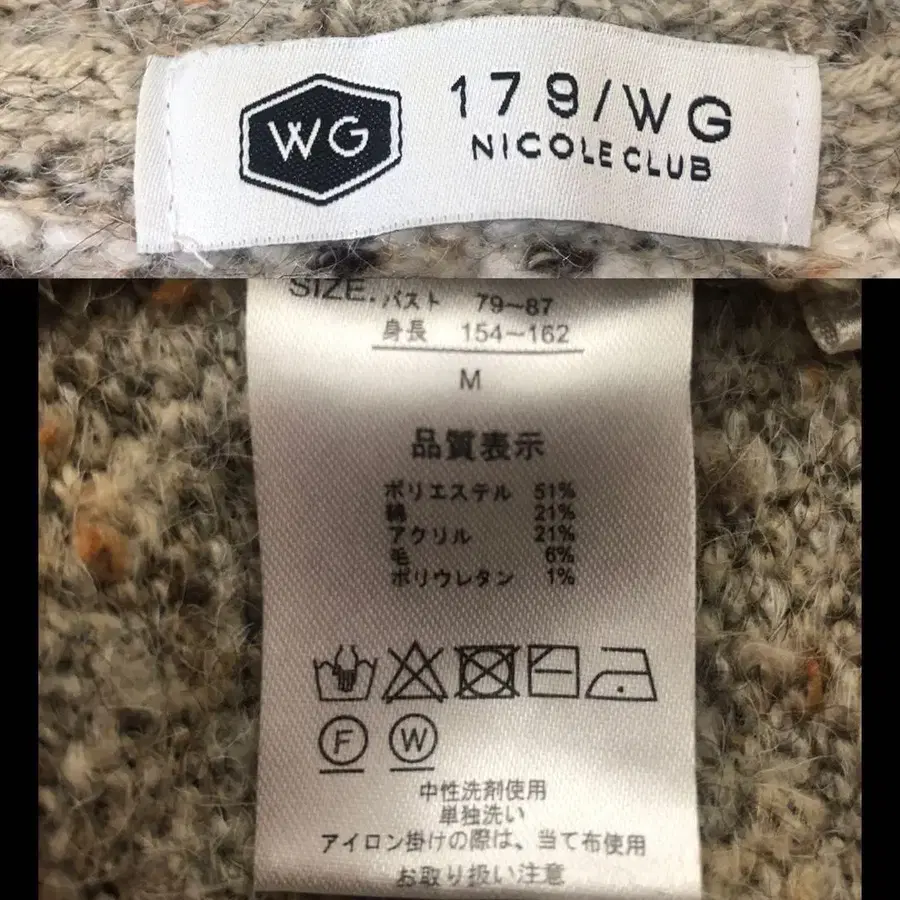 WG
179/WG
NICOLE CLUB
SIZE. バスト 79~87
身長 154~162
M
品質表示
ポリエステル 51%
綿 21%
アクリル 21%
毛 6%
ポリウレタン 1%
F W
中性洗剤使用
単独洗い
アイロン掛けの際は、当て布使用
お取り扱い注意